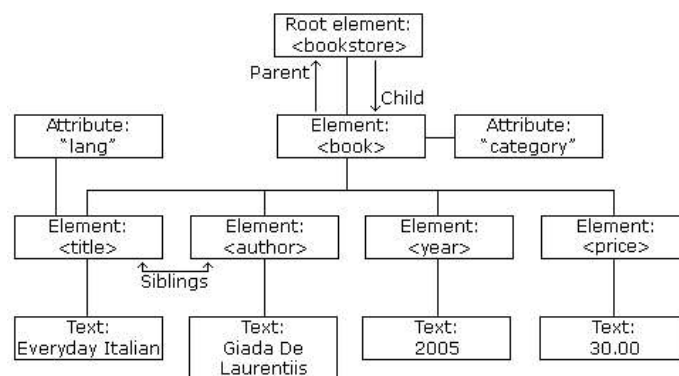 Root element:
<bookstore>
Parent
Child
Attribute:
"lang"
Element:
<book>
Attribute:
"category"
Element:
<title>
Element:
<author>
Element:
<year>
Element:
<price>
Siblings
Text:
Everyday Italian
Text:
Giada De
Laurentiis
Text:
2005
Text:
30.00